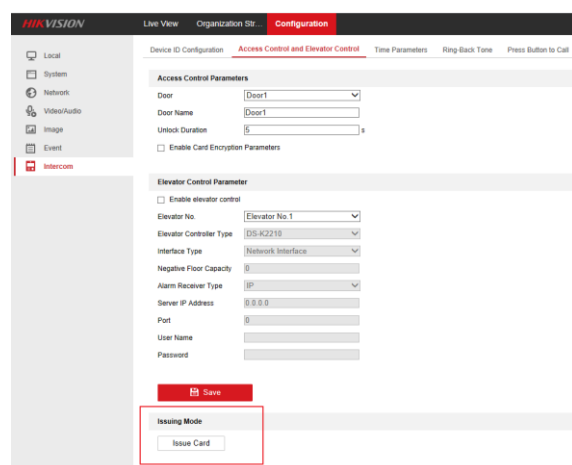 HIKVISION Live View Organization Str... Configuration
Device ID Configuration Access Control and Elevator Control Time Parameters Ring-Back Tone Press Button to Call
Local
System
Network
Video/Audio
Image
Event
Intercom
Access Control Parameters
Door Door1
Door Name Door1
Unlock Duration 5 s
Enable Card Encryption Parameters
Elevator Control Parameter
Enable elevator control
Elevator No. Elevator No.1
Elevator Controller Type DS-K2210
Interface Type Network Interface
Negative Floor Capacity 0
Alarm Receiver Type IP
Server IP Address 0.0.0.0
Port 0
User Name
Password
Save
Issuing Mode
Issue Card